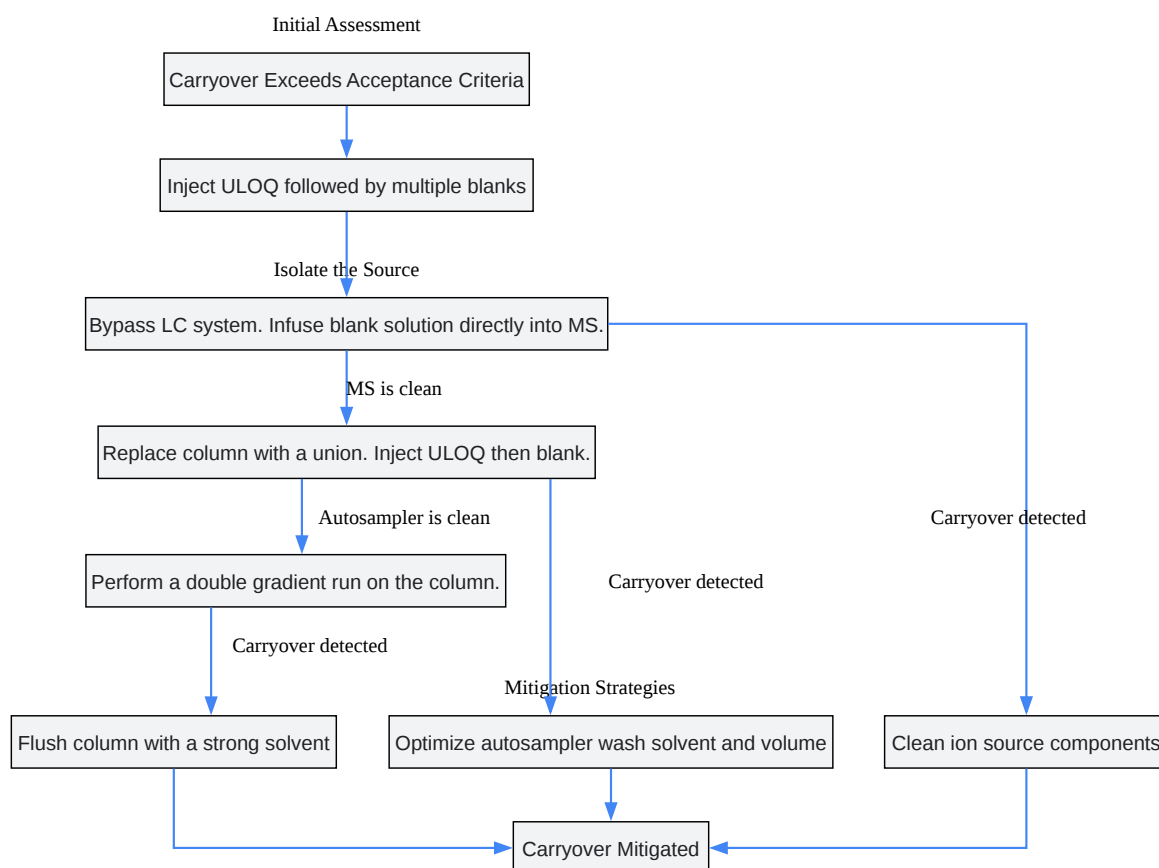 Initial Assessment
Carryover Exceeds Acceptance Criteria
Inject ULOQ followed by multiple blanks
Isolate the Source
Bypass LC system. Infuse blank solution directly into MS.
MS is clean
Replace column with a union. Inject ULOQ then blank.
Autosampler is clean
Carryover detected
Perform a double gradient run on the column.
Carryover detected
Carryover detected
Mitigation Strategies
Flush column with a strong solvent
Optimize autosampler wash solvent and volume
Clean ion source components
Carryover Mitigated